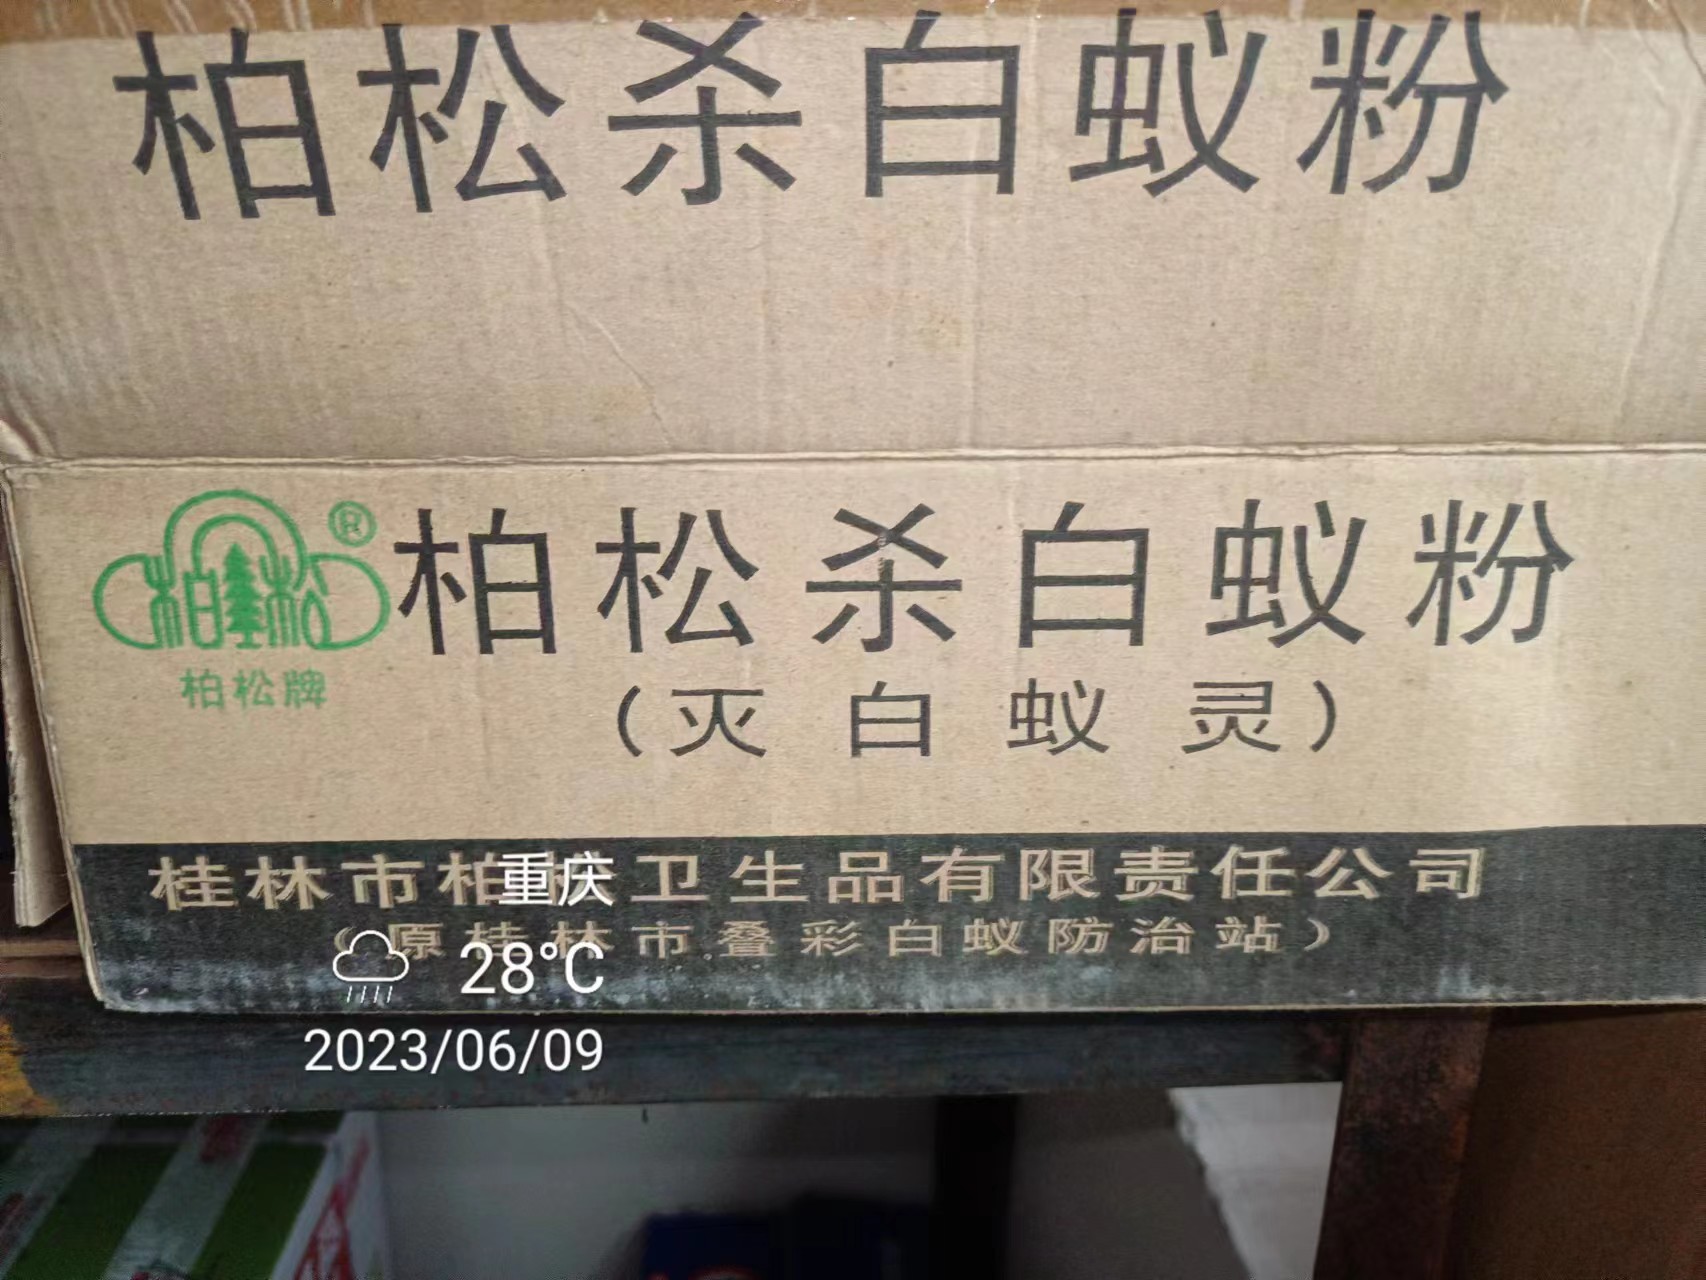 柏松杀白蚁粉
柏松
®
柏松牌
柏松杀白蚁粉
(灭白蚁灵)
桂林市柏 卫生品有限责任公司
(原桂林市叠彩白蚁防治站)
重庆
28°C
2023/06/09